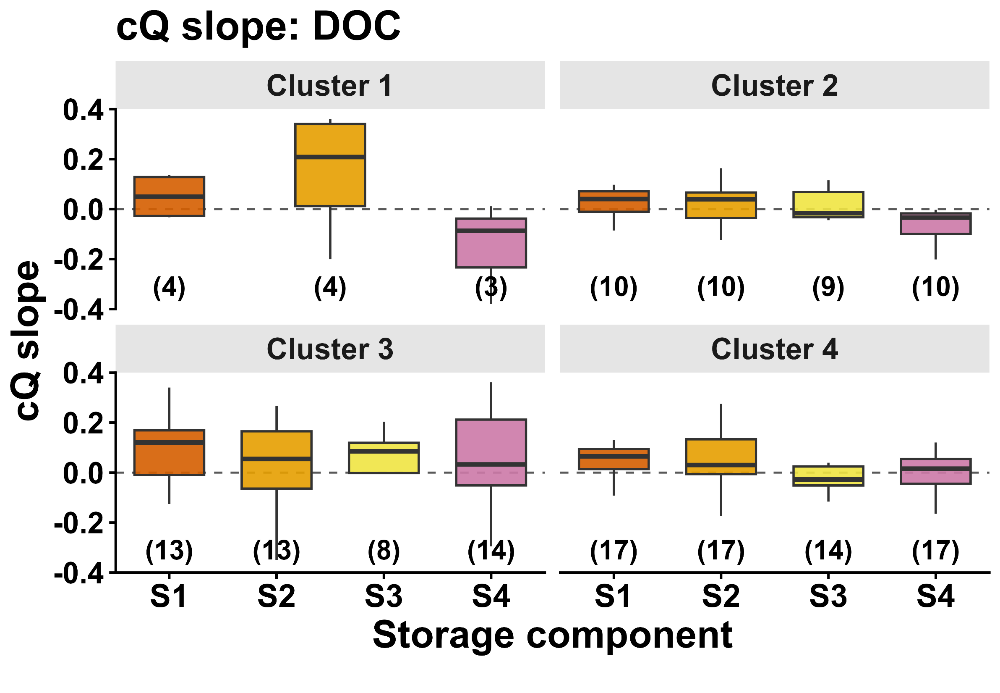 cQ slope: DOC
Cluster 1
Cluster 2
0.4
0.2
0.0
-0.2
-0.4
(4)
(4)
(3)
(10)
(10)
(9)
(10)
cQ slope
Cluster 3
Cluster 4
0.4
0.2
0.0
-0.2
-0.4
(13)
(13)
(8)
(14)
(17)
(17)
(14)
(17)
S1
S2
S3
S4
S1
S2
S3
S4
Storage component